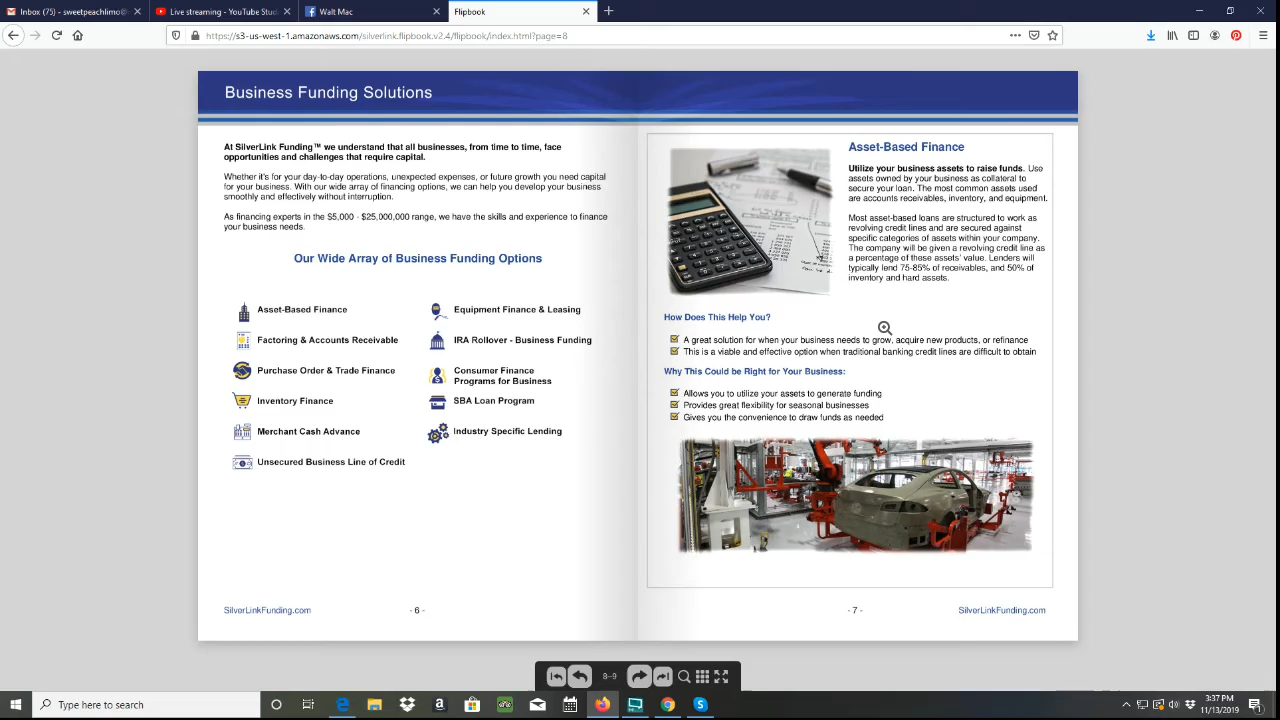 Inbox (75) - sweetpeachlimo@
Live streaming - YouTube Stud
Walt Mac
Flipbook
https://s3-us-west-1.amazonaws.com/silverlink.flipbook.v2.4/flipbook/index.html?page=8
Business Funding Solutions
At SilverLink Funding™ we understand that all businesses, from time to time, face
opportunities and challenges that require capital.
Whether it's for your day-to-day operations, unexpected expenses, or future growth you need capital
for your business. With our wide array of financing options, we can help you develop your business
smoothly and effectively without interruption.
As financing experts in the $5,000 - $25,000,000 range, we have the skills and experience to finance
your business needs.
Our Wide Array of Business Funding Options
Asset-Based Finance
Factoring & Accounts Receivable
Purchase Order & Trade Finance
Inventory Finance
Merchant Cash Advance
Unsecured Business Line of Credit
Equipment Finance & Leasing
IRA Rollover - Business Funding
Consumer Finance
Programs for Business
SBA Loan Program
Industry Specific Lending
SilverLinkFunding.com
- 6 -
Asset-Based Finance
Utilize your business assets to raise funds. Use
assets owned by your business as collateral to
secure your loan. The most common assets used
are accounts receivables, inventory, and equipment.
Most asset-based loans are structured to work as
revolving credit lines and are secured against
specific categories of assets within your company.
The company will be given a revolving credit line as
a percentage of these assets' value. Lenders will
typically lend 75-85% of receivables, and 50% of
inventory and hard assets.
How Does This Help You?
A great solution for when your business needs to grow, acquire new products, or refinance
This is a viable and effective option when traditional banking credit lines are difficult to obtain
Why This Could be Right for Your Business:
Allows you to utilize your assets to generate funding
Provides great flexibility for seasonal businesses
Gives you the convenience to draw funds as needed
- 7 -
SilverLinkFunding.com
8-9
Type here to search
3:37 PM
11/13/2019